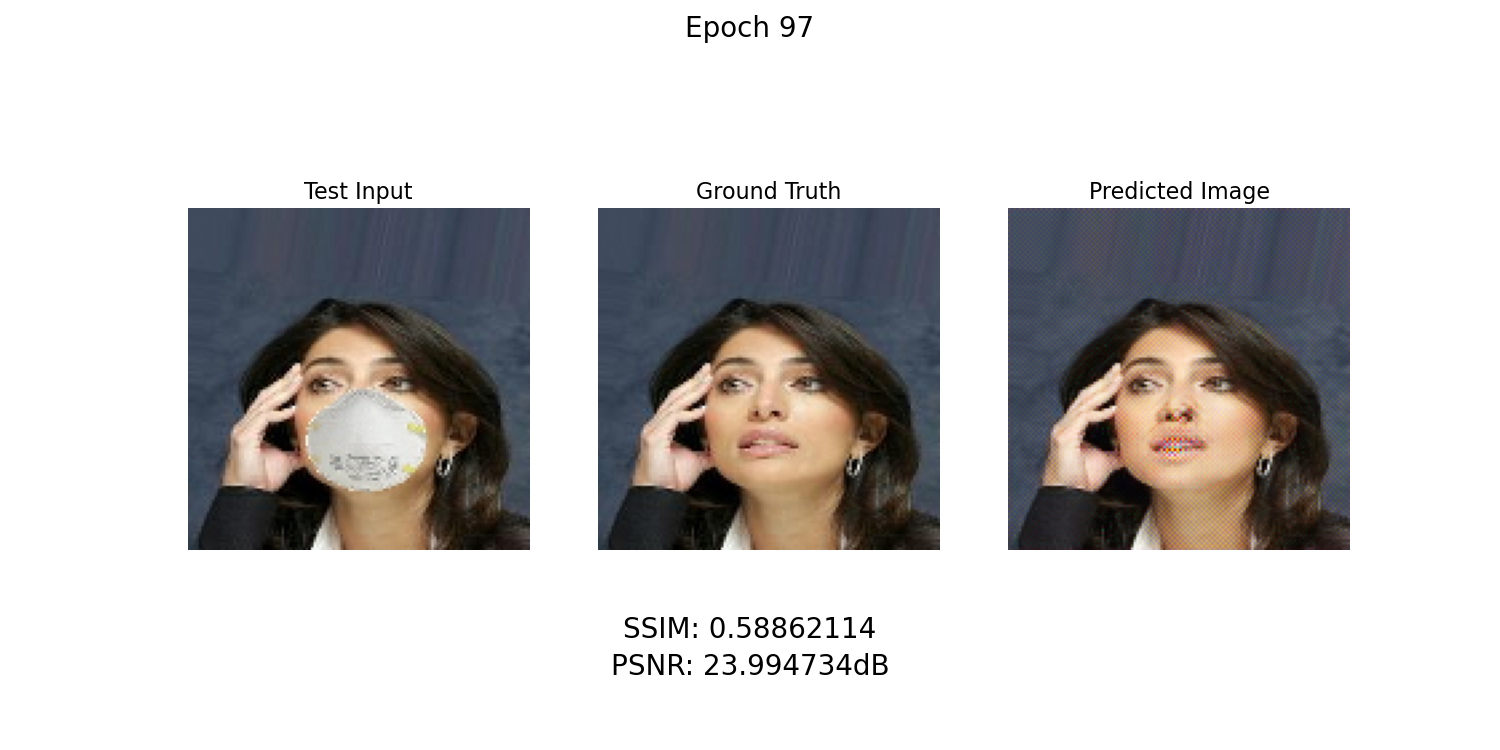 Epoch 97
Test Input
Ground Truth
Predicted Image
SSIM: 0.58862114
PSNR: 23.994734dB